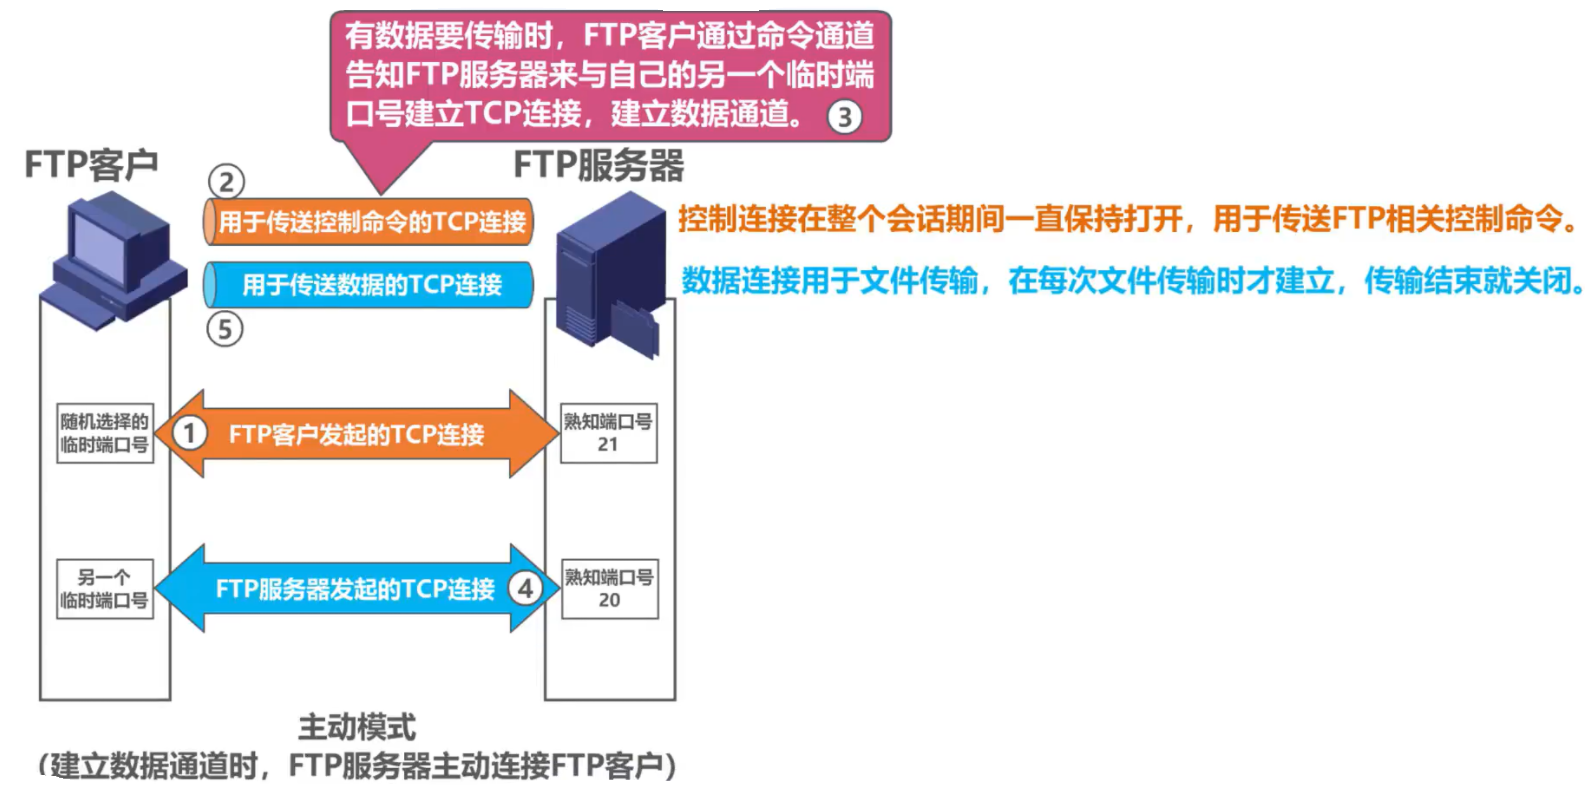 有数据要传输时，FTP客户通过命令通道
告知FTP服务器来与自己的另一个临时端
口号建立TCP连接，建立数据通道。 ③
FTP客户
FTP服务器
②
用于传送控制命令的TCP连接
控制连接在整个会话期间一直保持打开，用于传送FTP相关控制命令。
用于传送数据的TCP连接
数据连接用于文件传输，在每次文件传输时才建立，传输结束就关闭。
⑤
随机选择的
临时端口号
① FTP客户发起的TCP连接
熟知端口号
21
另一个
临时端口号
FTP服务器发起的TCP连接 ④
熟知端口号
20
主动模式
（建立数据通道时，FTP服务器主动连接FTP客户）